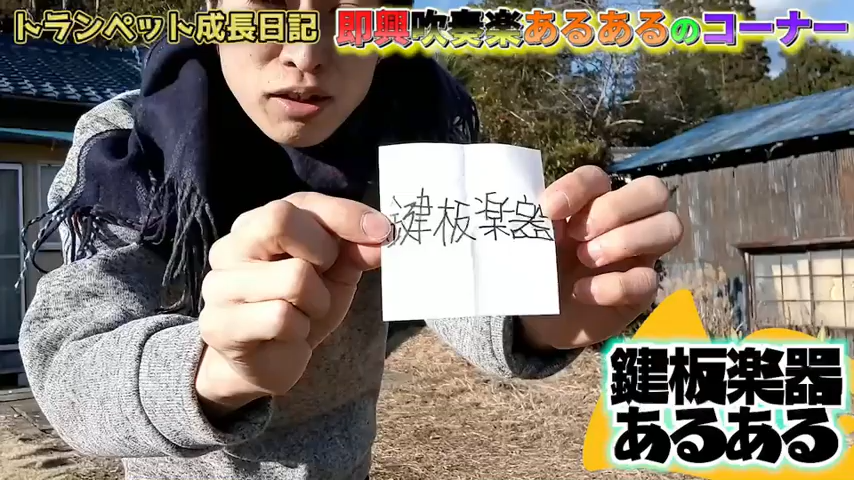 トランペット成長日記
即興吹奏楽あるあるのコーナー
鍵板楽器
鍵板楽器
あるある